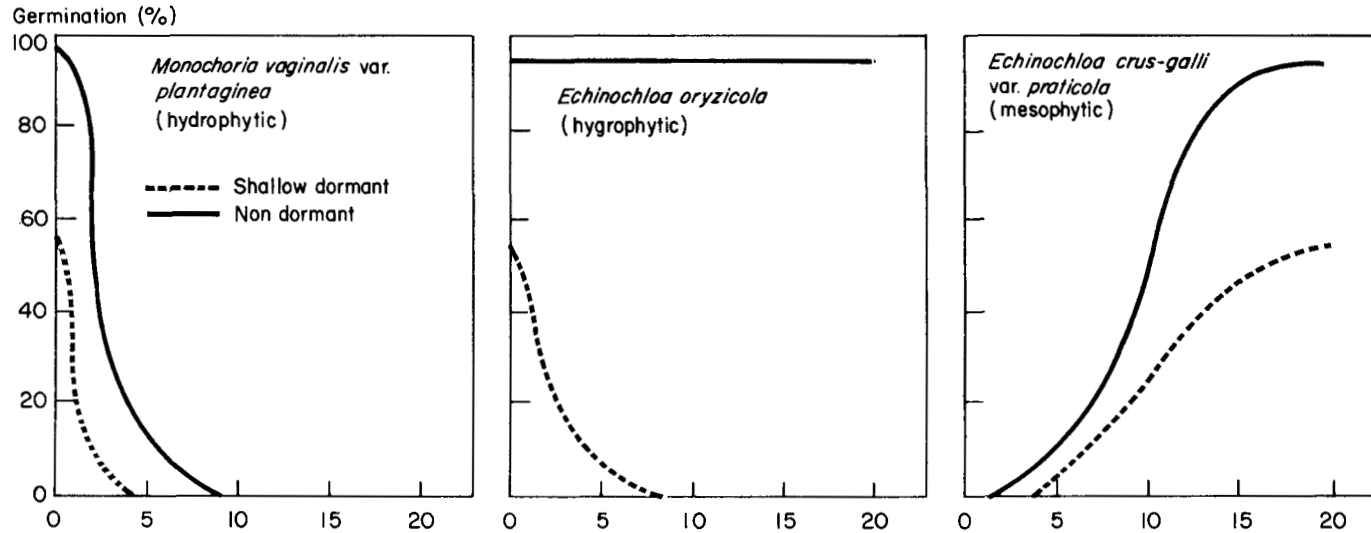 Germination (%)
100
80
60
40
20
0
Monochoria vaginalis var.
plantaginea
(hydrophytic)
Shallow dormant
Non dormant
0 5 10 15 20
Echinochloa oryzicola
(hygrophytic)
0 5 10 15 20
Echinochloa crus-galli
var. praticola
(mesophytic)
0 5 10 15 20